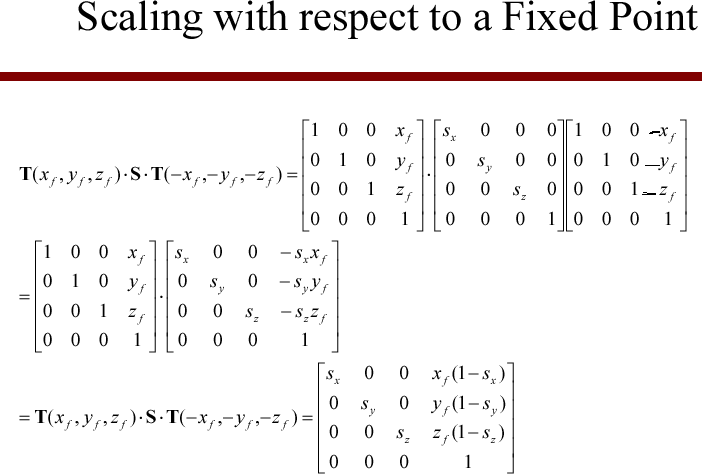 Scaling with respect to a Fixed Point
T(x_f, y_f, z_f)·S·T(−x_f,−y_f,−z_f) = [1 0 0 x_f; 0 1 0 y_f; 0 0 1 z_f; 0 0 0 1]·[s_x 0 0 0; 0 s_y 0 0; 0 0 s_z 0; 0 0 0 1][1 0 0 −x_f; 0 1 0 −y_f; 0 0 1 −z_f; 0 0 0 1]
= [1 0 0 x_f; 0 1 0 y_f; 0 0 1 z_f; 0 0 0 1]·[s_x 0 0 −s_x x_f; 0 s_y 0 −s_y y_f; 0 0 s_z −s_z z_f; 0 0 0 1]
= T(x_f, y_f, z_f)·S·T(−x_f,−y_f,−z_f) = [s_x 0 0 x_f(1−s_x); 0 s_y 0 y_f(1−s_y); 0 0 s_z z_f(1−s_z); 0 0 0 1]